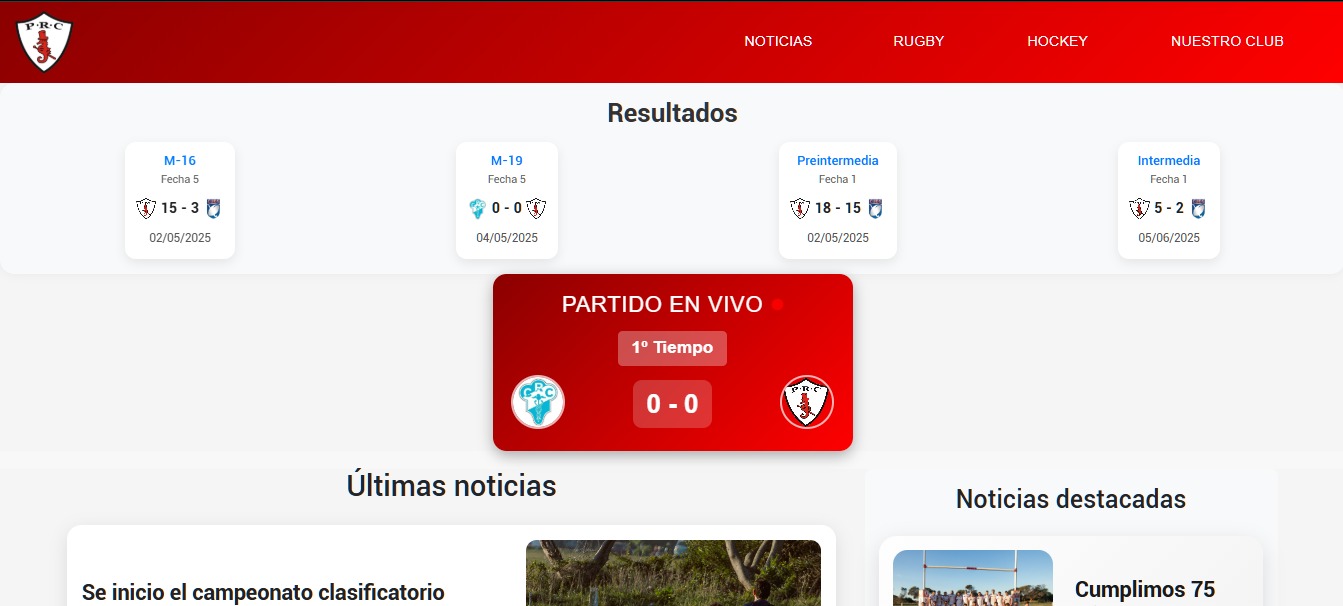 P·R·C
NOTICIAS
RUGBY
HOCKEY
NUESTRO CLUB
Resultados
M-16
Fecha 5
15 - 3
02/05/2025
M-19
Fecha 5
0 - 0
04/05/2025
Preintermedia
Fecha 1
18 - 15
02/05/2025
Intermedia
Fecha 1
5 - 2
05/06/2025
PARTIDO EN VIVO
1º Tiempo
GRC
0 - 0
P·R·C
Últimas noticias
Noticias destacadas
Se inicio el campeonato clasificatorio
Cumplimos 75